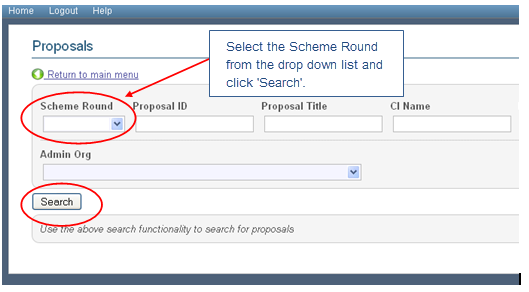 Home Logout Help
Proposals
Select the Scheme Round
from the drop down list and
click 'Search'.
Return to main menu
Scheme Round Proposal ID Proposal Title CI Name
Admin Org
Search
Use the above search functionality to search for proposals